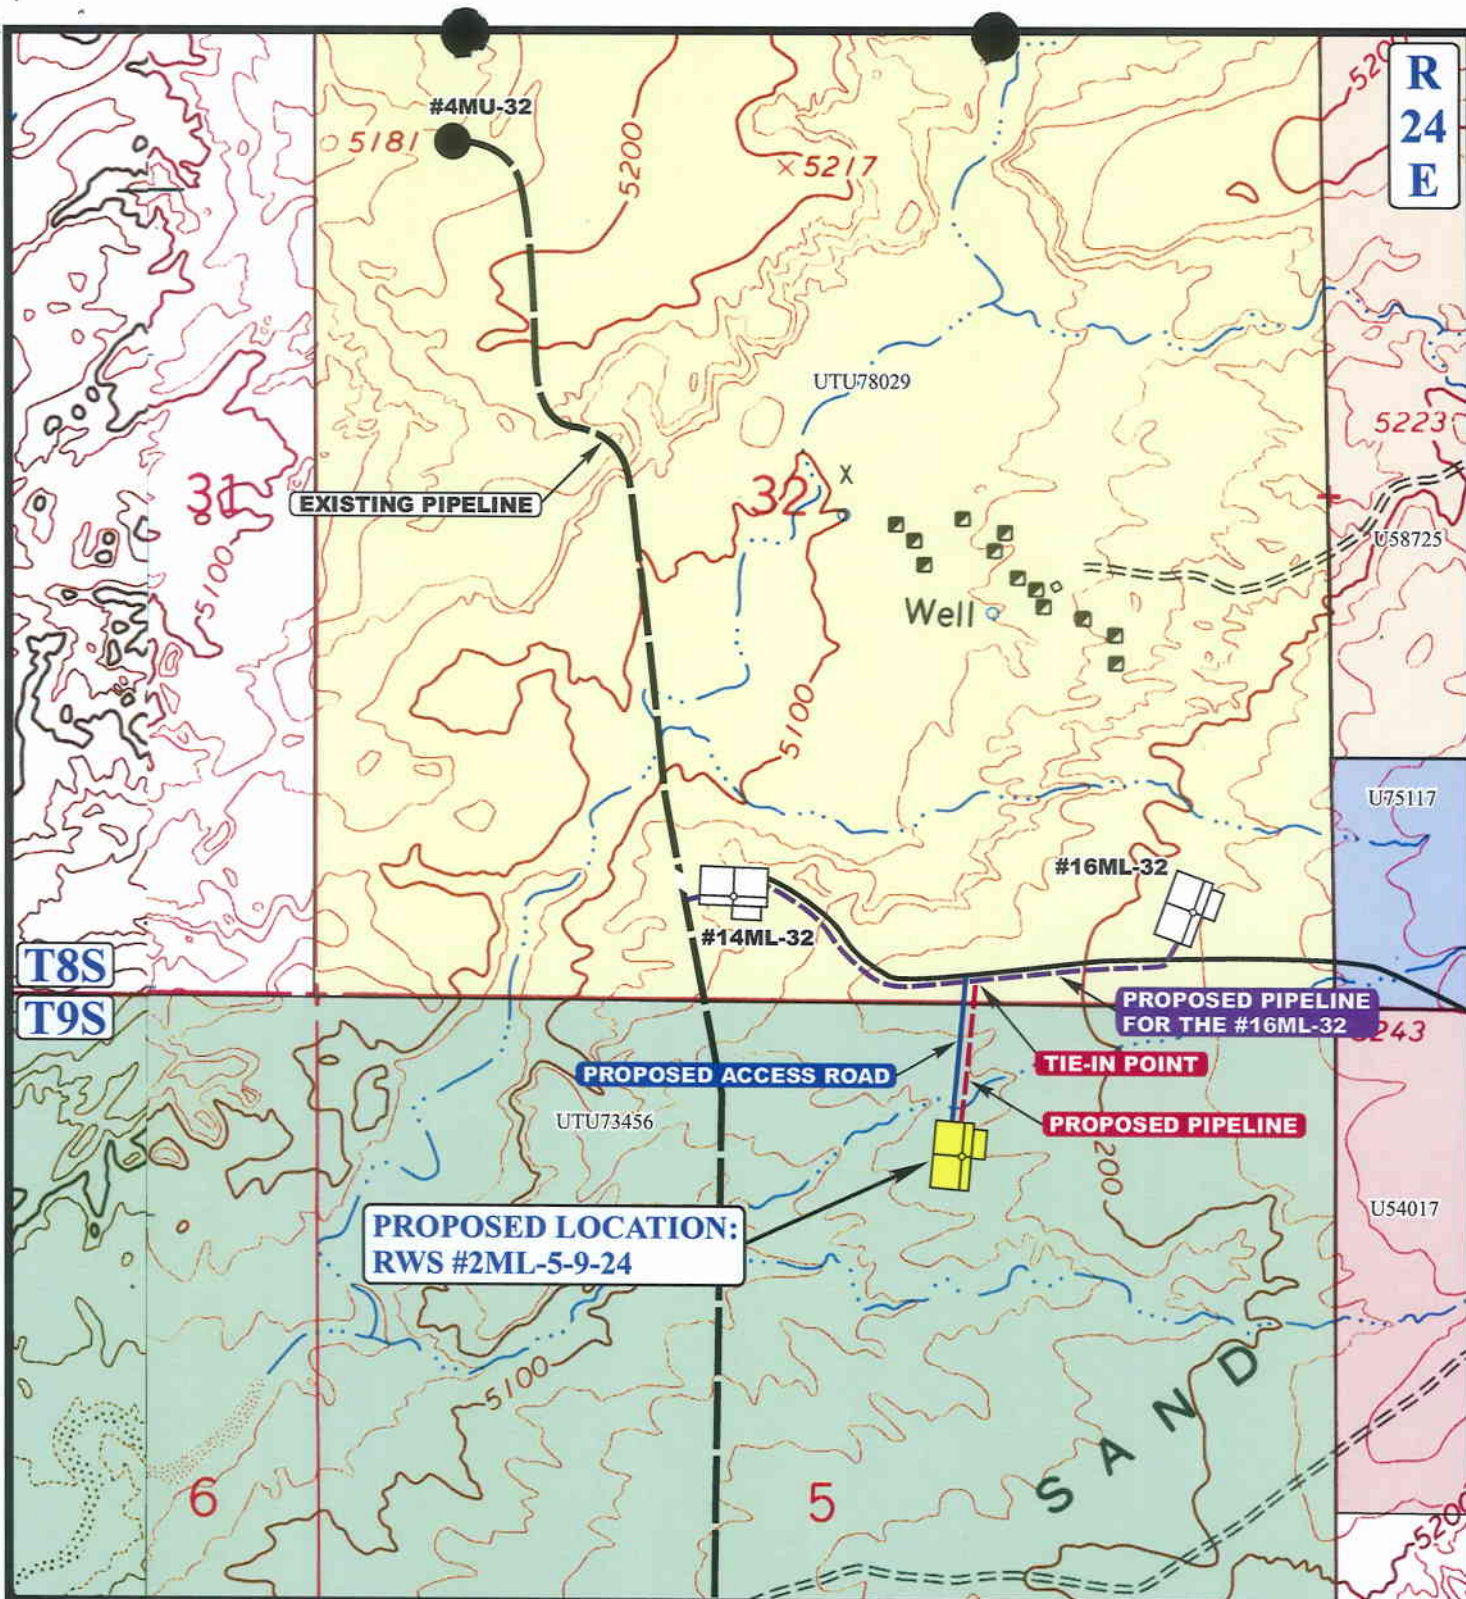 R
24
E
5200
#4MU-32
5181
5200
×5217
UTU78029
5223
31
EXISTING PIPELINE
32
X
U58725
5100
Well
5100
U75117
#16ML-32
#14ML-32
T8S
T9S
PROPOSED PIPELINE
FOR THE #16ML-32
243
TIE-IN POINT
PROPOSED ACCESS ROAD
UTU73456
PROPOSED PIPELINE
200
U54017
PROPOSED LOCATION:
RWS #2ML-5-9-24
SAND
5100
6
5
5200